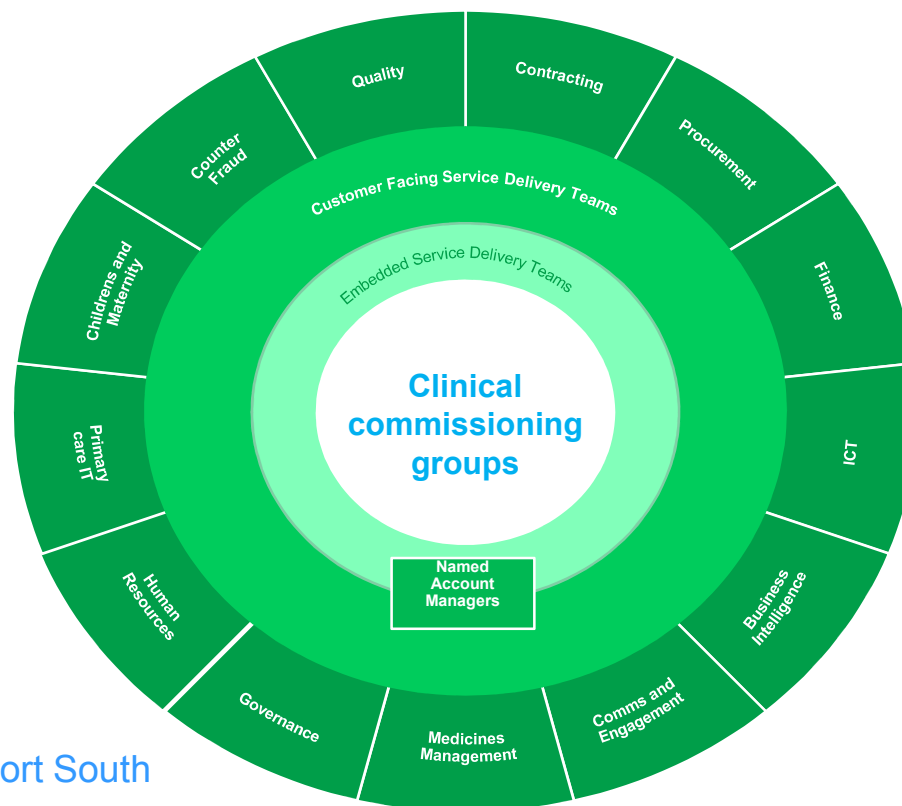 Quality
Contracting
Procurement
Finance
ICT
Business
Intelligence
Comms and
Engagement
Medicines
Management
Governance
Human
Resources
Primary
care IT
Childrens and
Maternity
Counter
Fraud
Customer Facing Service Delivery Teams
Embedded Service Delivery Teams
Clinical
commissioning
groups
Named
Account
Managers
ort South